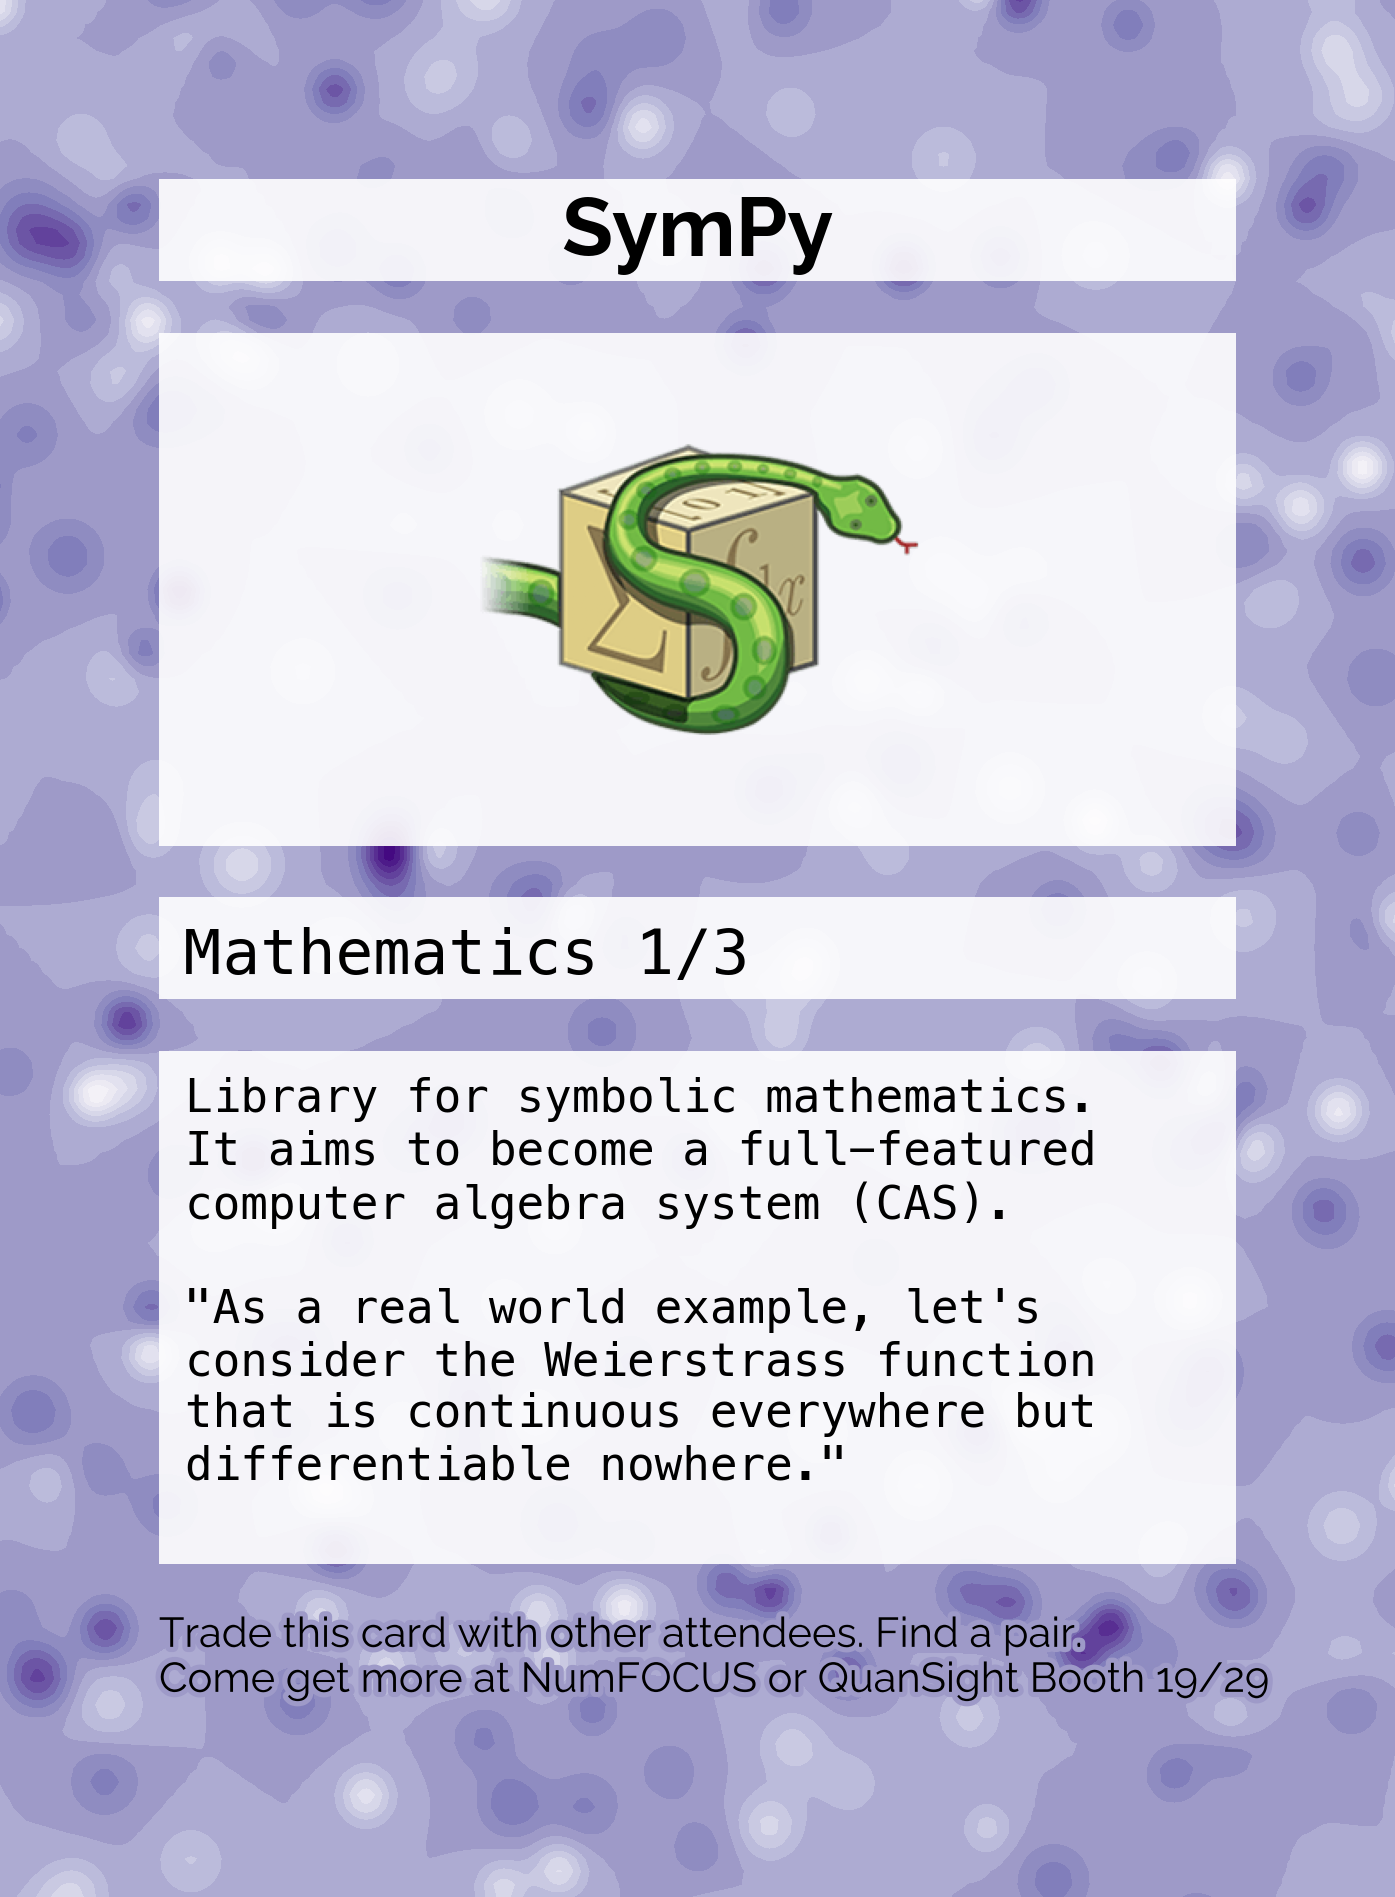 SymPy
Σ
∫
Mathematics 1/3
Library for symbolic mathematics.
It aims to become a full-featured
computer algebra system (CAS).
"As a real world example, let's
consider the Weierstrass function
that is continuous everywhere but
differentiable nowhere."
Trade this card with other attendees. Find a pair.
Come get more at NumFOCUS or QuanSight Booth 19/29